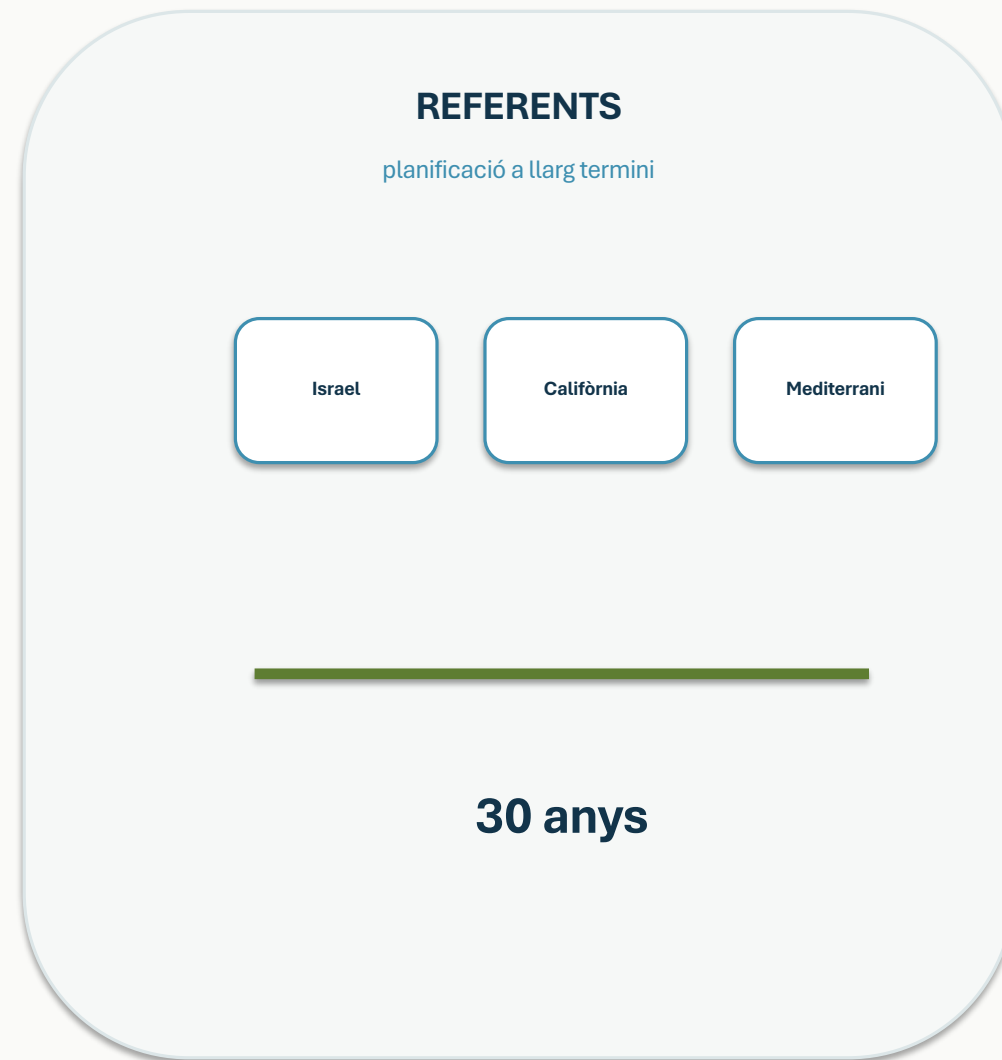 REFERENTS
planificació a llarg termini
Israel
Califòrnia
Mediterrani
30 anys